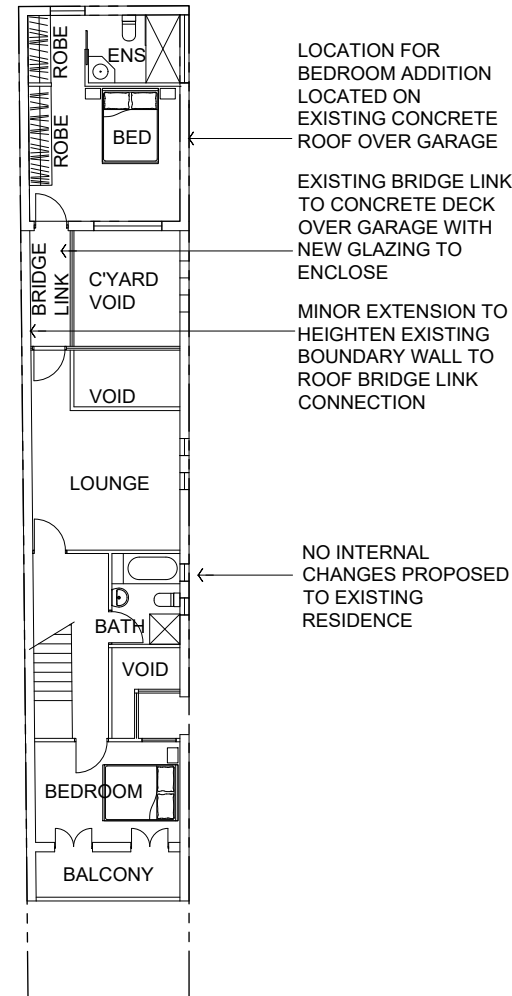 ROBE
ENS
ROBE
BED
BRIDGE
LINK
C'YARD
VOID
VOID
LOUNGE
BATH
VOID
BEDROOM
BALCONY
LOCATION FOR
BEDROOM ADDITION
LOCATED ON
EXISTING CONCRETE
ROOF OVER GARAGE
EXISTING BRIDGE LINK
TO CONCRETE DECK
OVER GARAGE WITH
NEW GLAZING TO
ENCLOSE
MINOR EXTENSION TO
HEIGHTEN EXISTING
BOUNDARY WALL TO
ROOF BRIDGE LINK
CONNECTION
NO INTERNAL
CHANGES PROPOSED
TO EXISTING
RESIDENCE